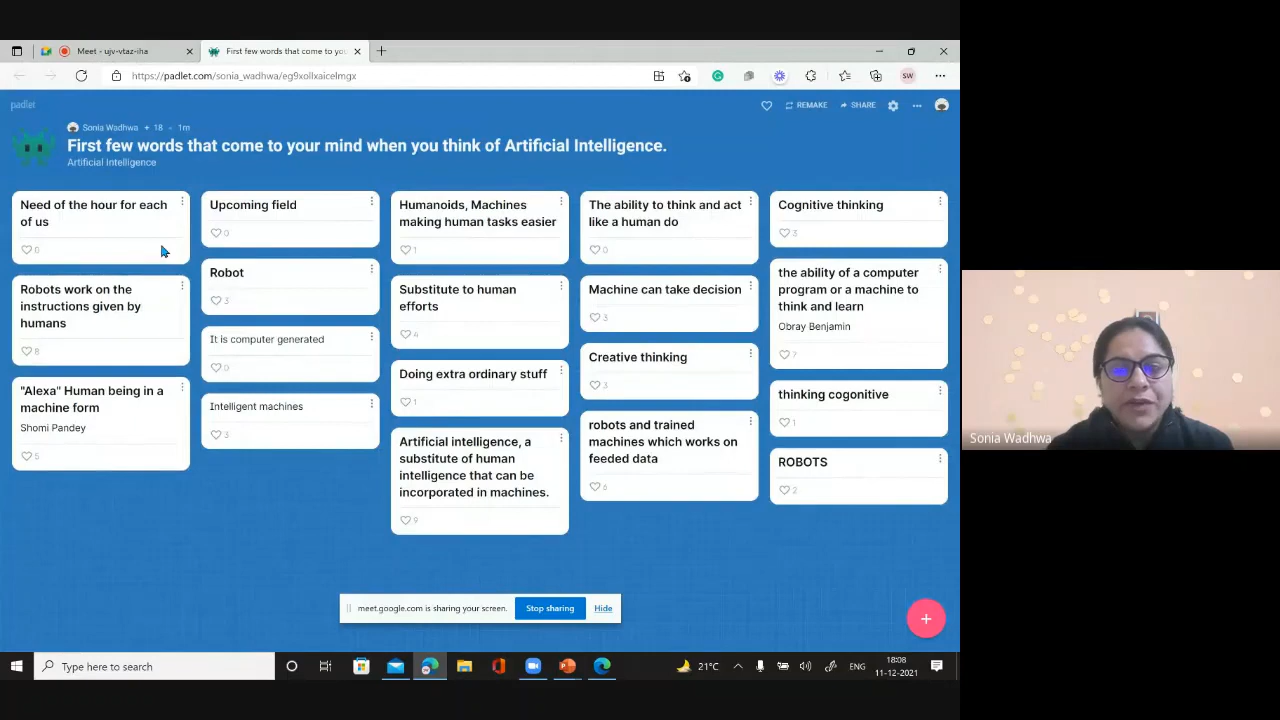 Meet - ujv-vtaz-iha
First few words that come to you
https://padlet.com/sonia_wadhwa/eg9xollxaicelmgx
SW
padlet
REMAKE
SHARE
Sonia Wadhwa + 18 - 1m
First few words that come to your mind when you think of Artificial Intelligence.
Artificial Intelligence
Need of the hour for each
of us
0
Robots work on the
instructions given by
humans
8
"Alexa" Human being in a
machine form
Shomi Pandey
5
Upcoming field
0
Robot
3
It is computer generated
0
Intelligent machines
3
Humanoids, Machines
making human tasks easier
1
Substitute to human
efforts
4
Doing extra ordinary stuff
1
Artificial intelligence, a
substitute of human
intelligence that can be
incorporated in machines.
9
The ability to think and act
like a human do
0
Machine can take decision
3
Creative thinking
3
robots and trained
machines which works on
feeded data
6
Cognitive thinking
3
the ability of a computer
program or a machine to
think and learn
Obray Benjamin
7
thinking cogonitive
1
ROBOTS
2
Sonia Wadhwa
meet.google.com is sharing your screen.
Stop sharing
Hide
Type here to search
21°C
ENG
18:08
11-12-2021